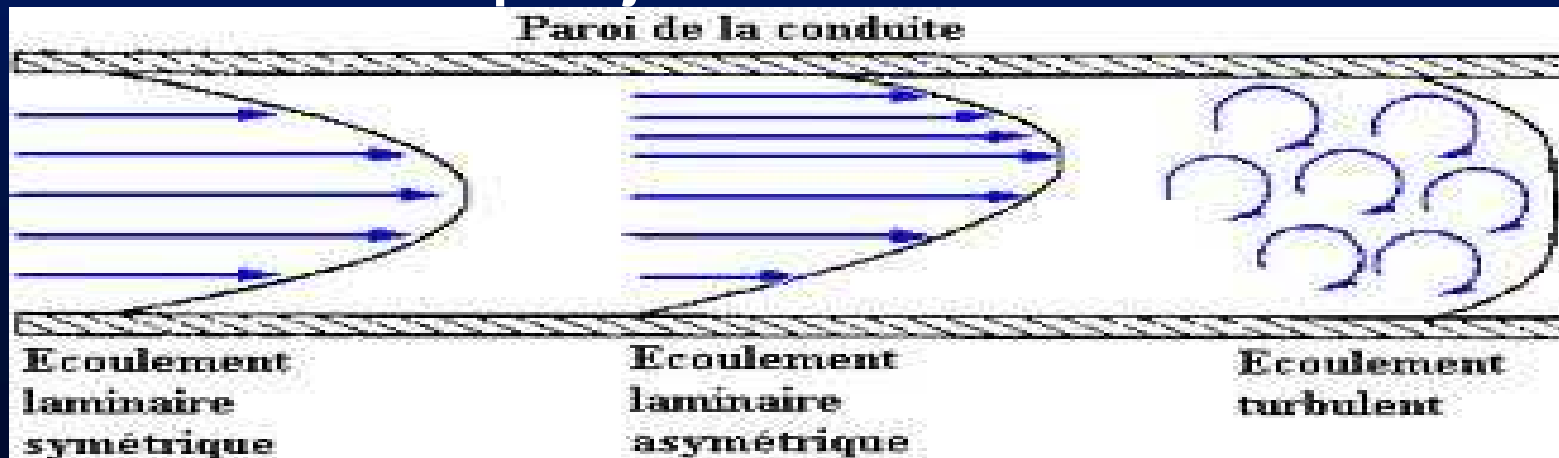 Paroi de la conduite
Ecoulement
laminaire
symétrique
Ecoulement
laminaire
asymétrique
Ecoulement
turbulent